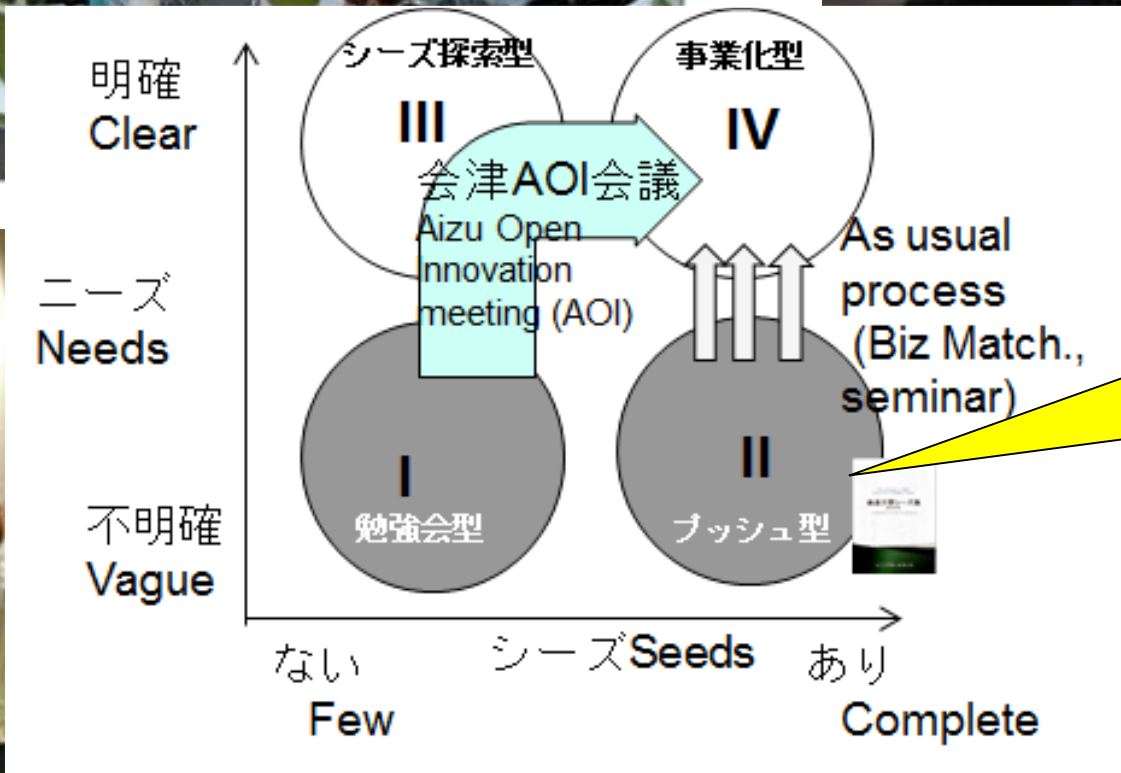 明確
Clear
ニーズ
Needs
不明確
Vague
シーズ探索型
III
事業化型
IV
会津AOI会議
Aizu Open
Innovation
meeting (AOI)
As usual
process
(Biz Match.,
seminar)
I
勉強会型
II
プッシュ型
ない
Few
シーズSeeds
あり
Complete